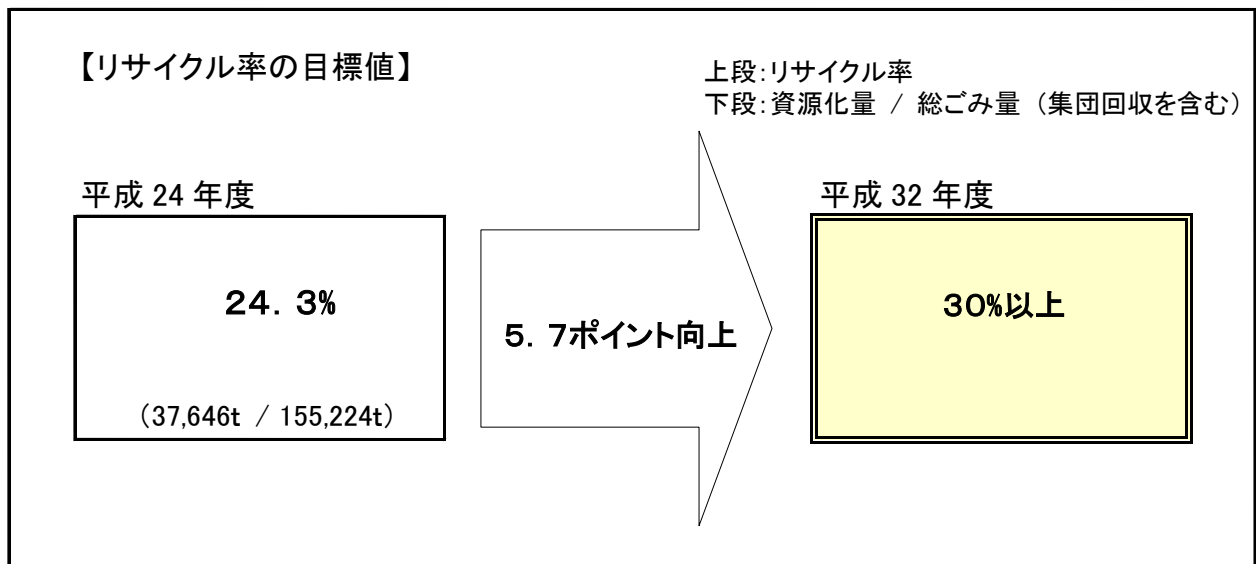 【リサイクル率の目標値】
上段:リサイクル率
下段:資源化量 / 総ごみ量 (集団回収を含む)
平成 24 年度
24.3%
(37,646t / 155,224t)
5.7ポイント向上
平成 32 年度
30%以上